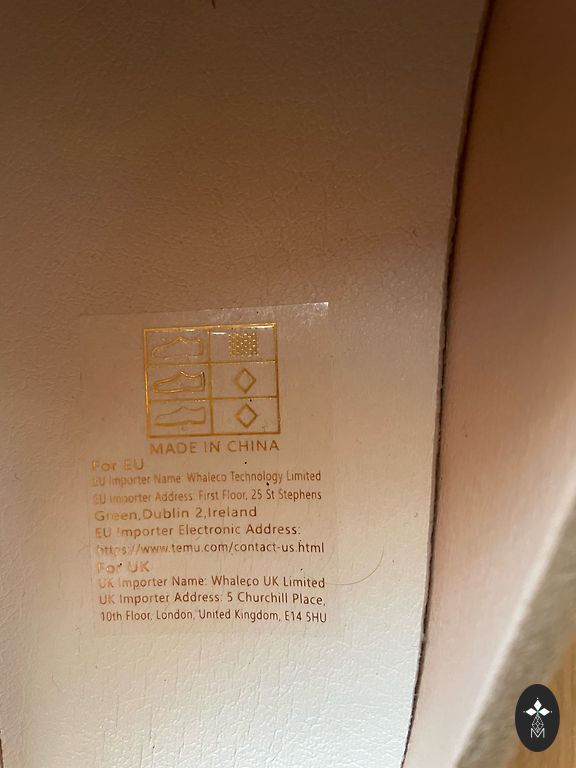 MADE IN CHINA
For EU
EU Importer Name: Whaleco Technology Limited
EU Importer Address: First Floor, 25 St Stephens
Green,Dublin 2,Ireland
EU Importer Electronic Address:
https://www.temu.com/contact-us.html
For UK
UK Importer Name: Whaleco UK Limited
UK Importer Address: 5 Churchill Place,
10th Floor, London, United Kingdom, E14 5HU
M